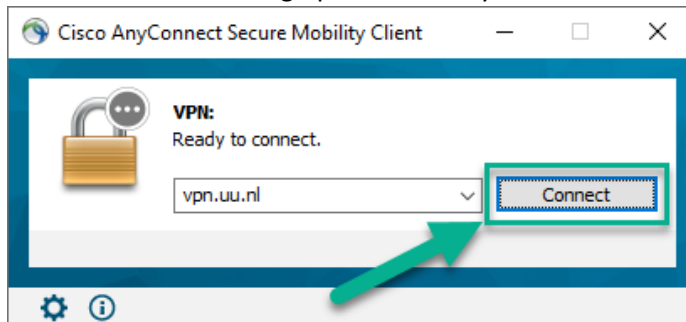 Cisco AnyConnect Secure Mobility Client
VPN:
Ready to connect.
vpn.uu.nl
Connect